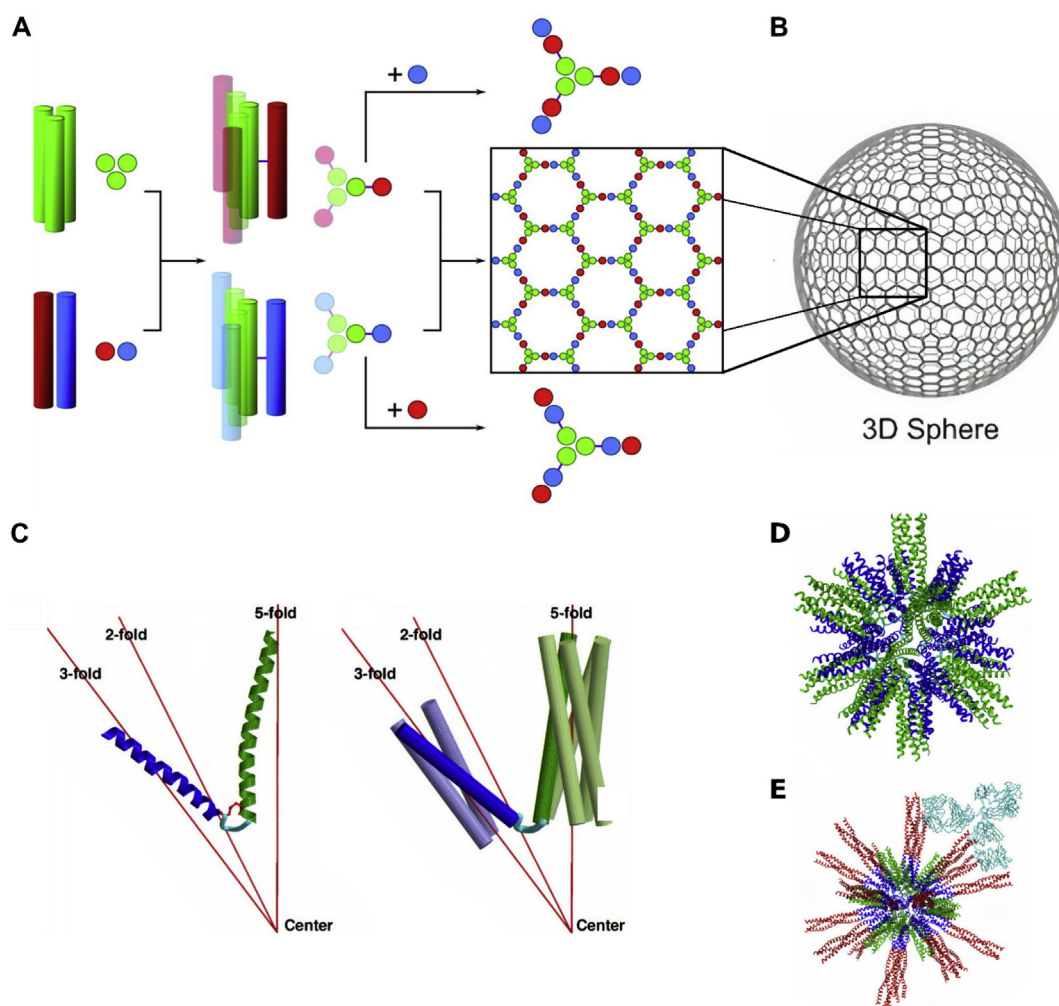 A
B
+
+
3D Sphere
C
D
5-fold
2-fold
3-fold
Center
5-fold
2-fold
3-fold
Center
E